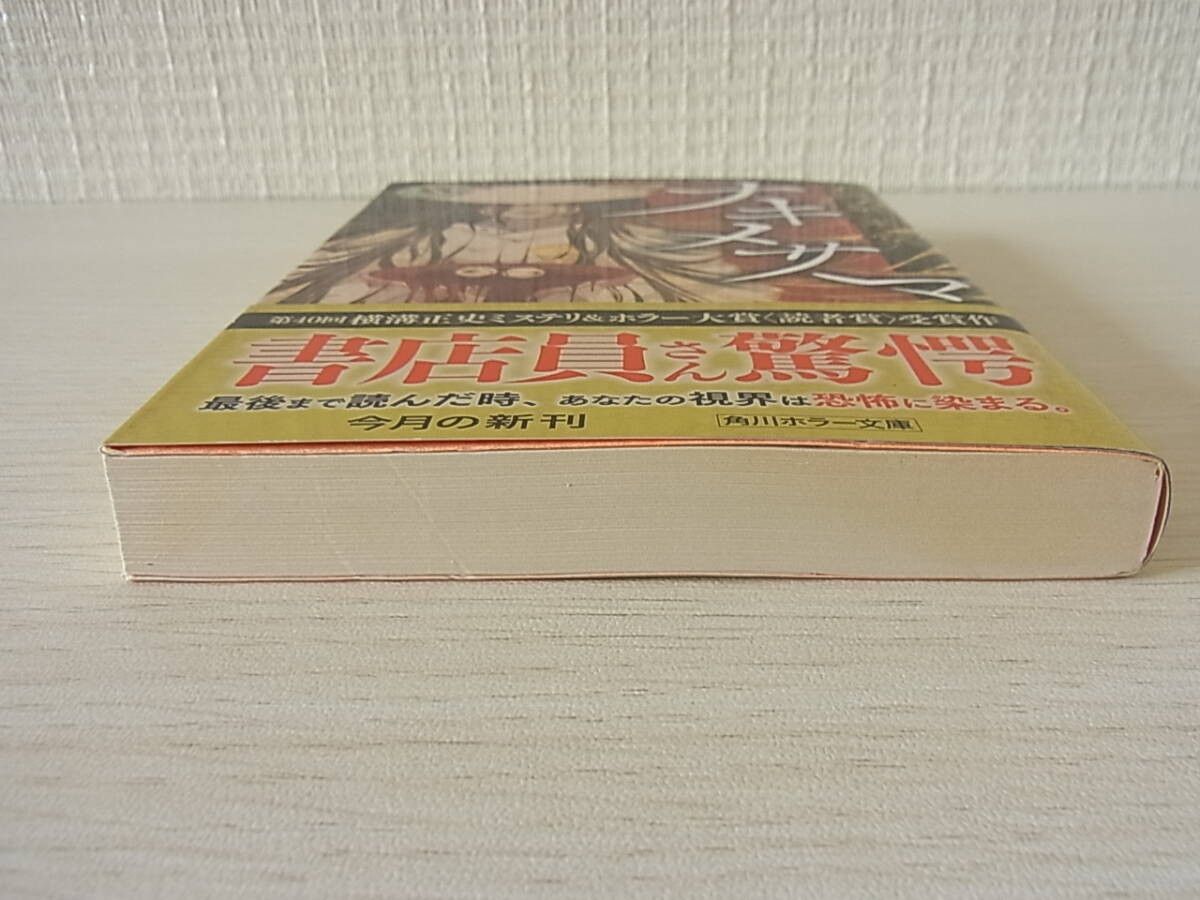 ナキメサマ
第40回 横溝正史ミステリ&ホラー大賞〈読者賞〉受賞作
書店員さん驚愕
最後まで読んだ時、あなたの視界は恐怖に染まる。
今月の新刊 [角川ホラー文庫]